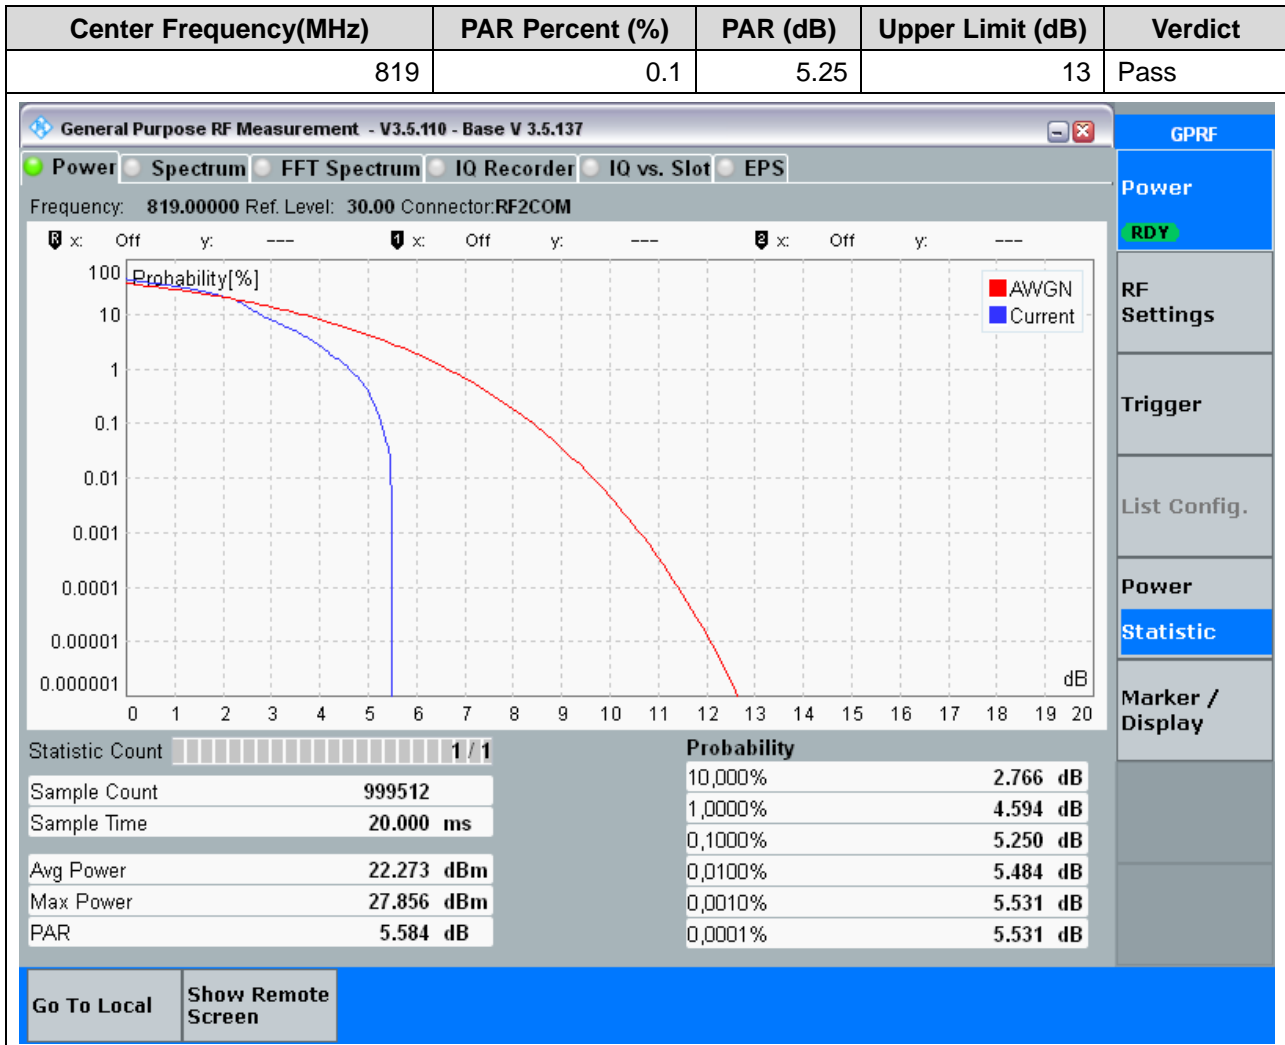 Center Frequency(MHz) PAR Percent (%) PAR (dB) Upper Limit (dB) Verdict
819 0.1 5.25 13 Pass
General Purpose RF Measurement - V3.5.110 - Base V 3.5.137
GPRF
Power Spectrum FFT Spectrum IQ Recorder IQ vs. Slot EPS
Power
RDY
Frequency: 819.00000 Ref. Level: 30.00 Connector:RF2COM
R x: Off y: --- 1 x: Off y: --- 2 x: Off y: ---
Probability[%]
AWGN
Current
100
10
1
0.1
0.01
0.001
0.0001
0.00001
0.000001
dB
0 1 2 3 4 5 6 7 8 9 10 11 12 13 14 15 16 17 18 19 20
RF
Settings
Trigger
List Config.
Power
Statistic
Marker /
Display
Statistic Count 1 / 1
Sample Count 999512
Sample Time 20.000 ms
Avg Power 22.273 dBm
Max Power 27.856 dBm
PAR 5.584 dB
Probability
10,000% 2.766 dB
1,0000% 4.594 dB
0,1000% 5.250 dB
0,0100% 5.484 dB
0,0010% 5.531 dB
0,0001% 5.531 dB
Go To Local
Show Remote
Screen